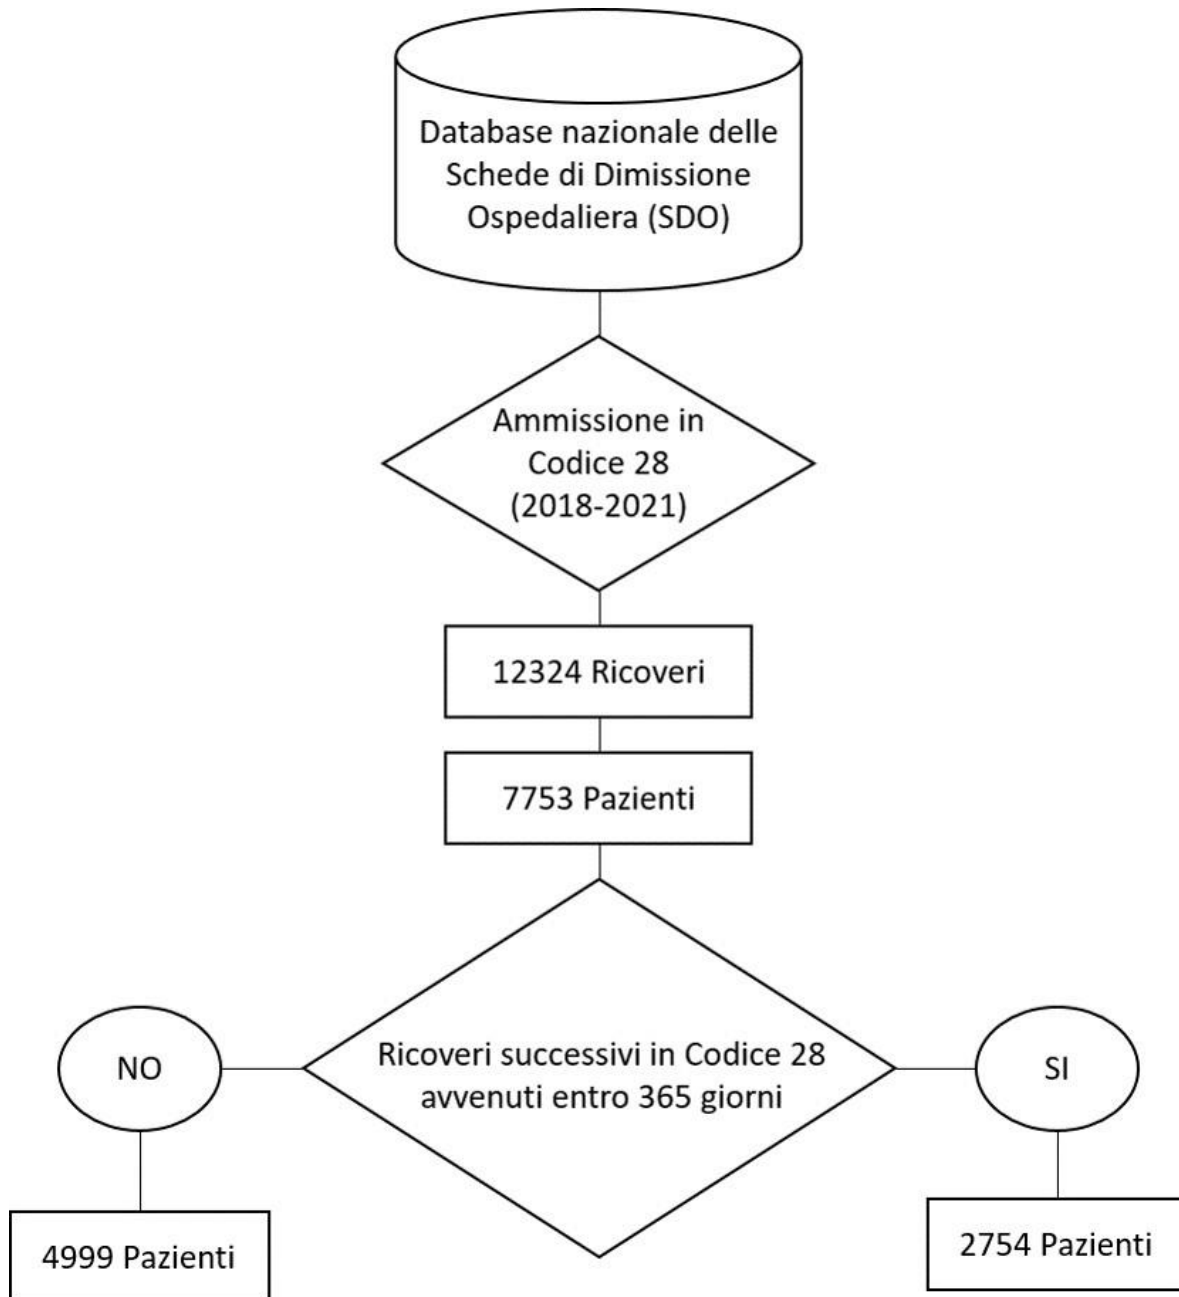 Database nazionale delle
Schede di Dimissione
Ospedaliera (SDO)
Ammissione in
Codice 28
(2018-2021)
12324 Ricoveri
7753 Pazienti
Ricoveri successivi in Codice 28
avvenuti entro 365 giorni
NO
SI
4999 Pazienti
2754 Pazienti